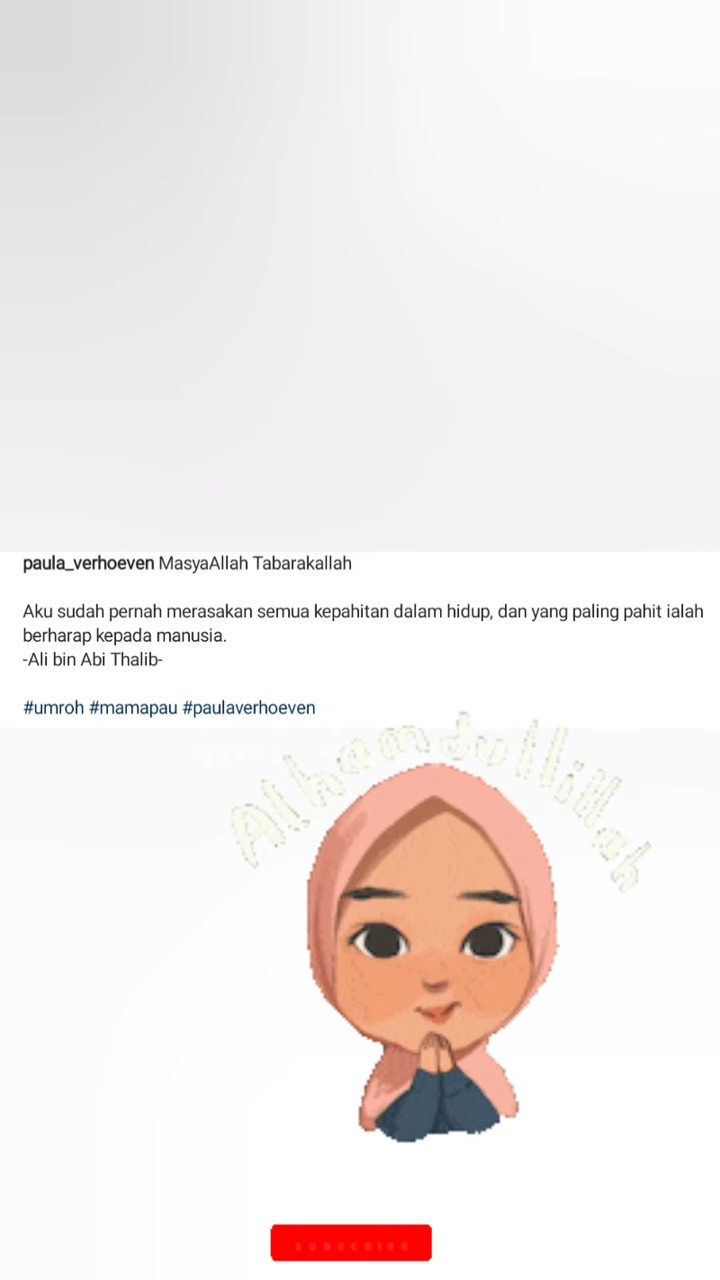 paula_verhoeven MasyaAllah Tabarakallah
Aku sudah pernah merasakan semua kepahitan dalam hidup, dan yang paling pahit ialah
berharap kepada manusia.
-Ali bin Abi Thalib-
#umroh #mamapau #paulaverhoeven
Alhamdulillah
SUBSCRIBE